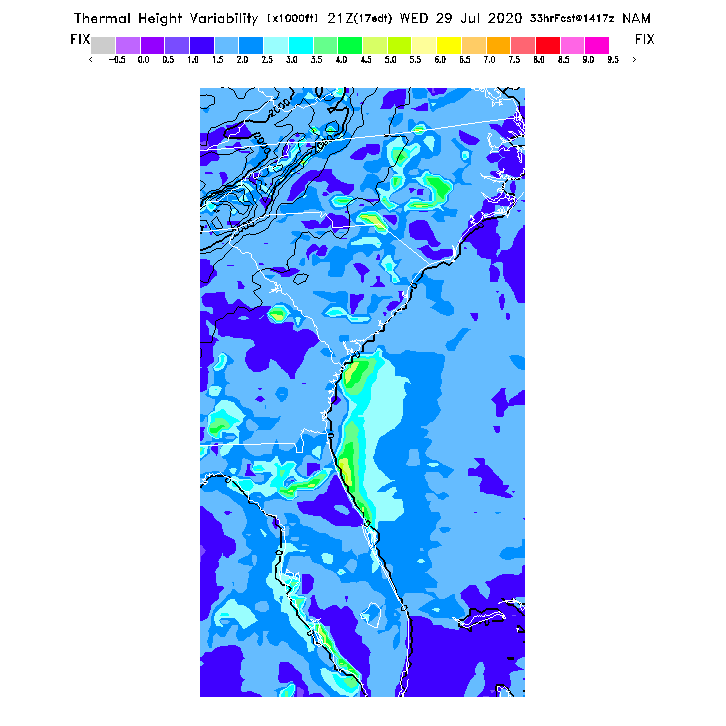 Thermal Height Variability [x1000ft] 21Z(17edt) WED 29 Jul 2020 33hrFcst@1417z NAM
FIX FIX
< -0.5 0.0 0.5 1.0 1.5 2.0 2.5 3.0 3.5 4.0 4.5 5.0 5.5 6.0 6.5 7.0 7.5 8.0 8.5 9.0 9.5 >
2000